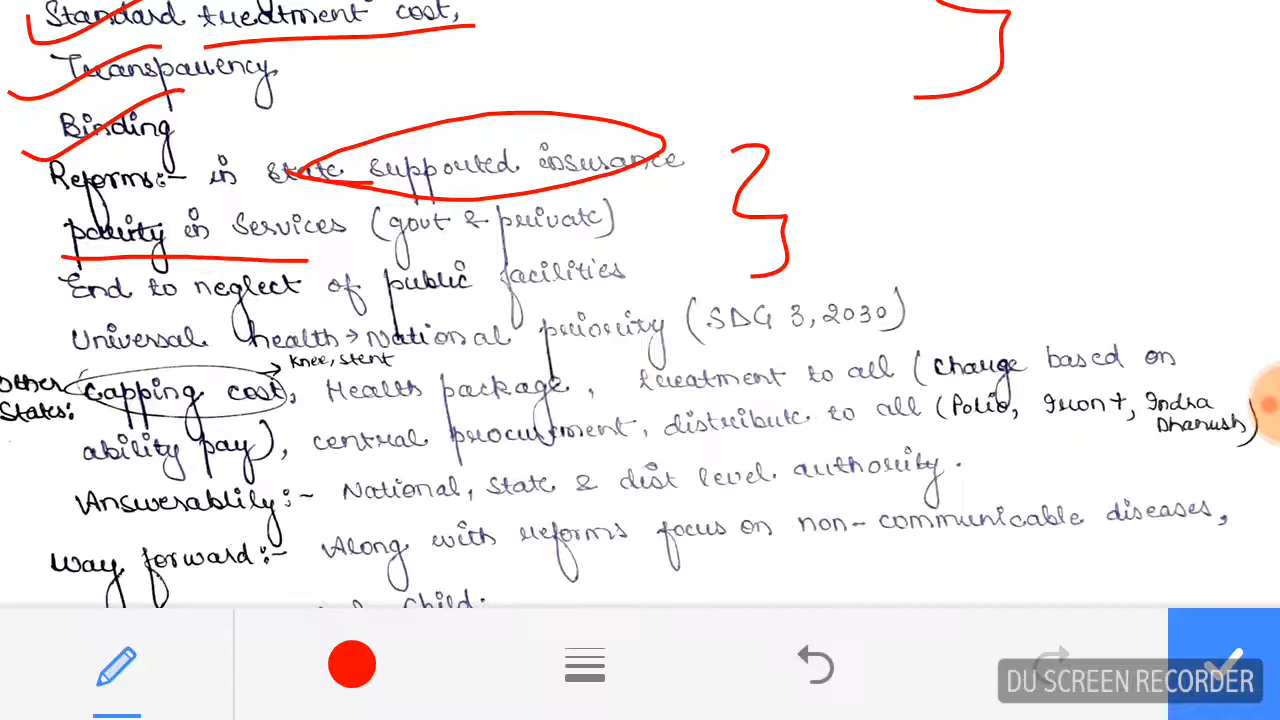 Standard treatment cost,
Transparency
Binding
Reforms:- in state supported insurance
parity in services (govt & private)
End to neglect of public facilities
Universal health → National priority (SDG 3, 2030)
Knee, stent
Other States:
Capping cost, Health package, treatment to all (change based on
ability pay), central procurement, distribute to all (Polio, Iron+, Indra Dhanush)
Answerablily:- National, state & dist level authority.
Way forward:- Along with reforms focus on non-communicable diseases,
child.
DU SCREEN RECORDER